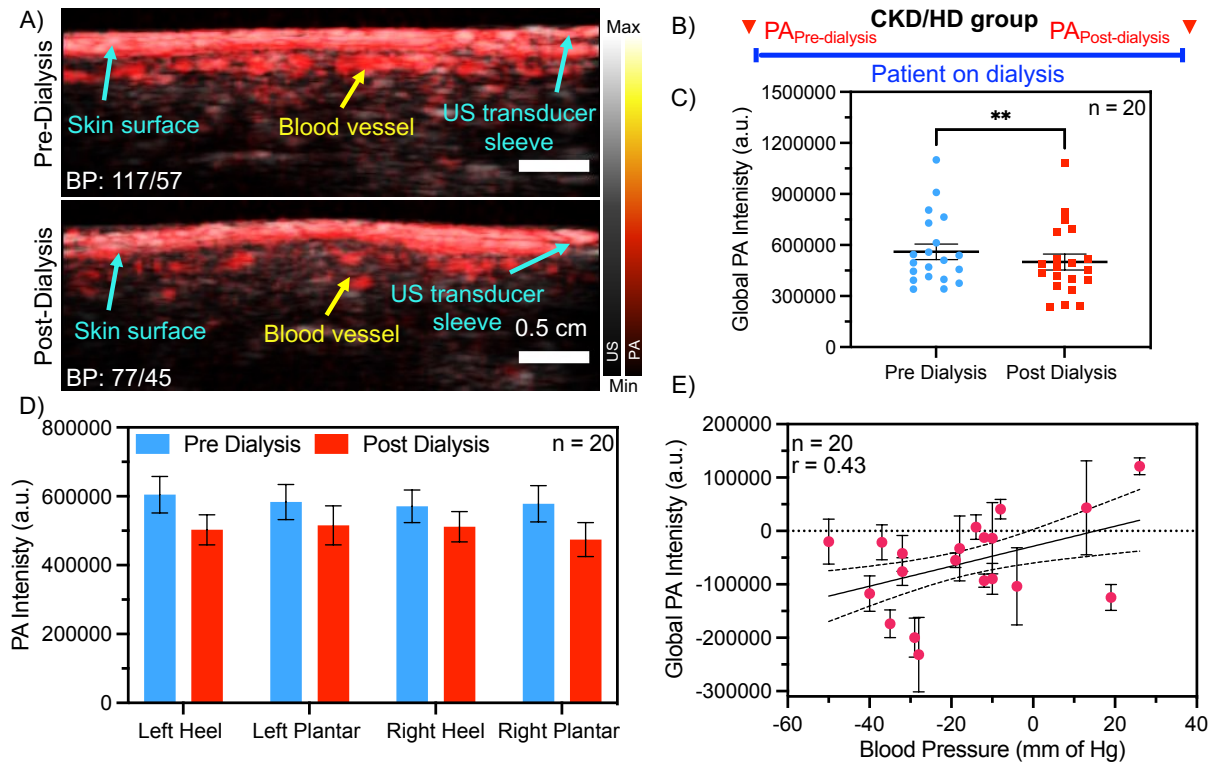 A)
Pre-Dialysis
Skin surface
Blood vessel
US transducer
sleeve
BP: 117/57
Post-Dialysis
Skin surface
Blood vessel
US transducer
sleeve
0.5 cm
BP: 77/45
Max
US
PA
Min
B)
CKD/HD group
PAPre-dialysis
PAPost-dialysis
Patient on dialysis
C)
Global PA Intenisty (a.u.)
1500000
1200000
900000
600000
300000
0
**
n = 20
Pre Dialysis
Post Dialysis
D)
PA Intenisty (a.u.)
800000
600000
400000
200000
0
Pre Dialysis
Post Dialysis
n = 20
Left Heel
Left Plantar
Right Heel
Right Plantar
E)
Global PA Intenisty (a.u.)
200000
100000
0
-100000
-200000
-300000
n = 20
r = 0.43
-60
-40
-20
0
20
40
Blood Pressure (mm of Hg)